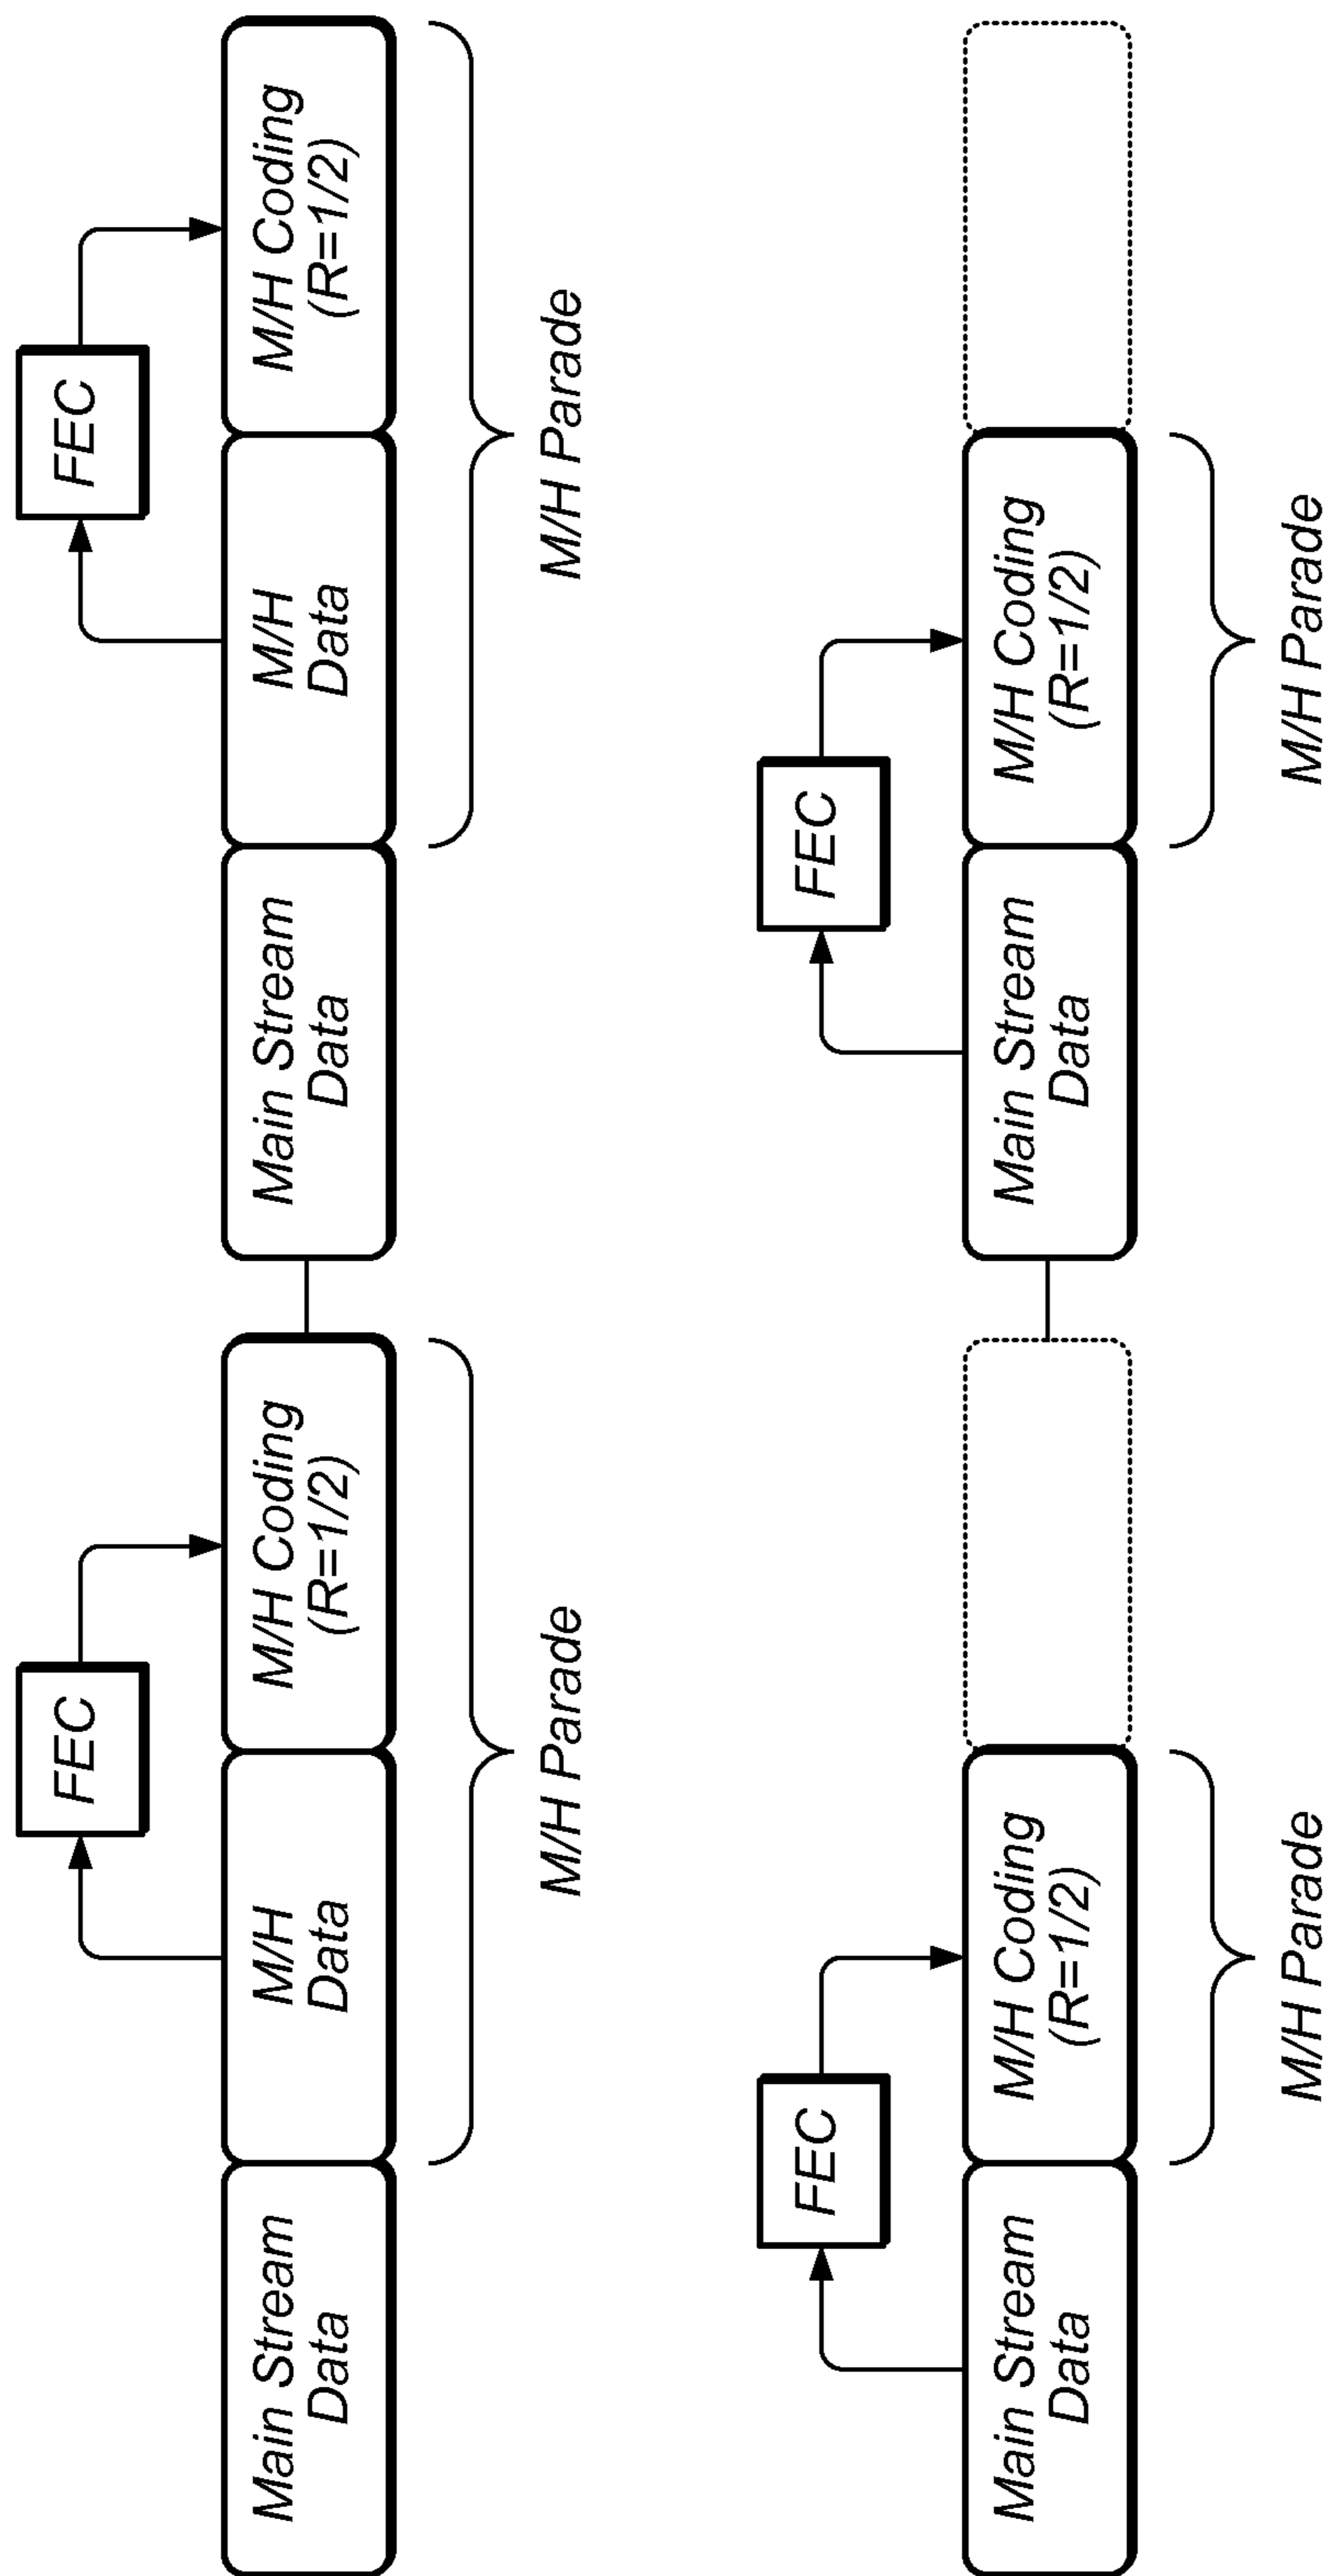 FEC
FEC
Main Stream
Data
M/H
Data
M/H Coding
(R=1/2)
Main Stream
Data
M/H
Data
M/H Coding
(R=1/2)
M/H Parade
M/H Parade
FEC
FEC
Main Stream
Data
M/H Coding
(R=1/2)
Main Stream
Data
M/H Coding
(R=1/2)
M/H Parade
M/H Parade